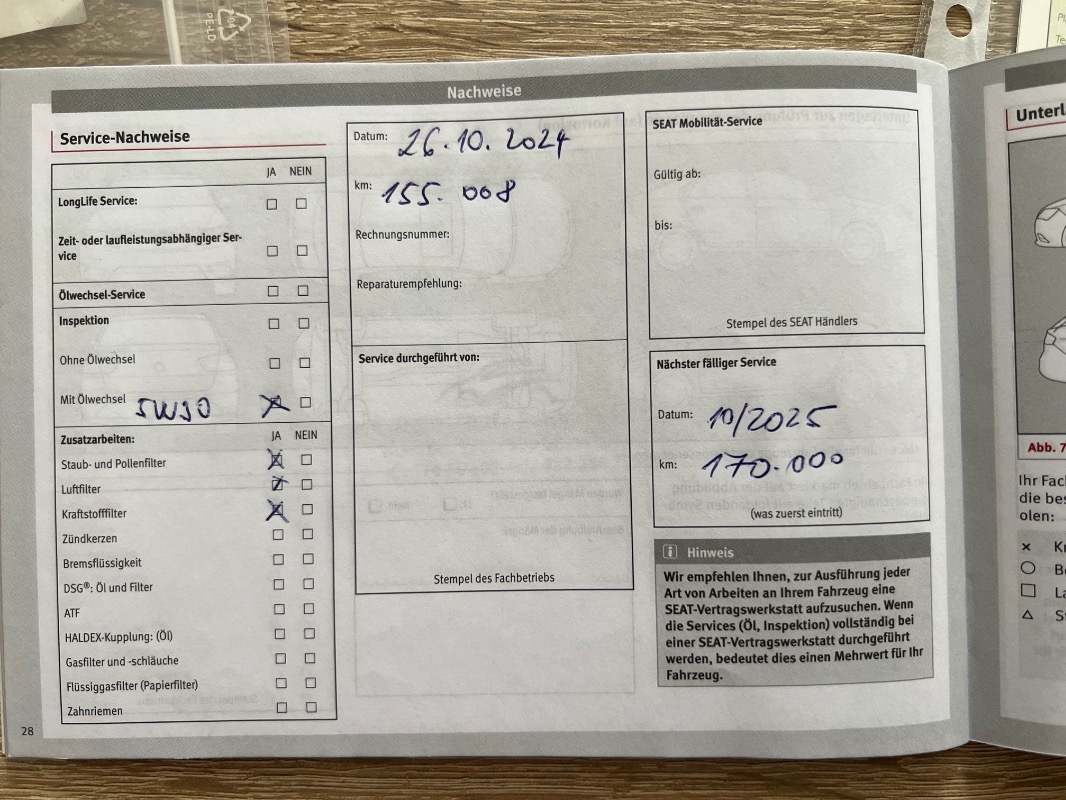 04
PE-LD
Nachweise
Service-Nachweise
JA NEIN
LongLife Service:
Zeit- oder laufleistungsabhängiger Ser-
vice
Ölwechsel-Service
Inspektion
Ohne Ölwechsel
Mit Ölwechsel 5W30
Zusatzarbeiten: JA NEIN
Staub- und Pollenfilter
Luftfilter
Kraftstofffilter
Zündkerzen
Bremsflüssigkeit
DSG®: Öl und Filter
ATF
HALDEX-Kupplung: (Öl)
Gasfilter und -schläuche
Flüssiggasfilter (Papierfilter)
Zahnriemen
28
Datum: 26.10.2024
km: 155.008
Rechnungsnummer:
Reparaturempfehlung:
Service durchgeführt von:
Stempel des Fachbetriebs
SEAT Mobilität-Service
Gültig ab:
bis:
Stempel des SEAT Händlers
Nächster fälliger Service
Datum: 10/2025
km: 170.000
(was zuerst eintritt)
i Hinweis
Wir empfehlen Ihnen, zur Ausführung jeder
Art von Arbeiten an Ihrem Fahrzeug eine
SEAT-Vertragswerkstatt aufzusuchen. Wenn
die Services (Öl, Inspektion) vollständig bei
einer SEAT-Vertragswerkstatt durchgeführt
werden, bedeutet dies einen Mehrwert für Ihr
Fahrzeug.
Unterl
Abb. 7
Ihr Fach
die bes
olen: